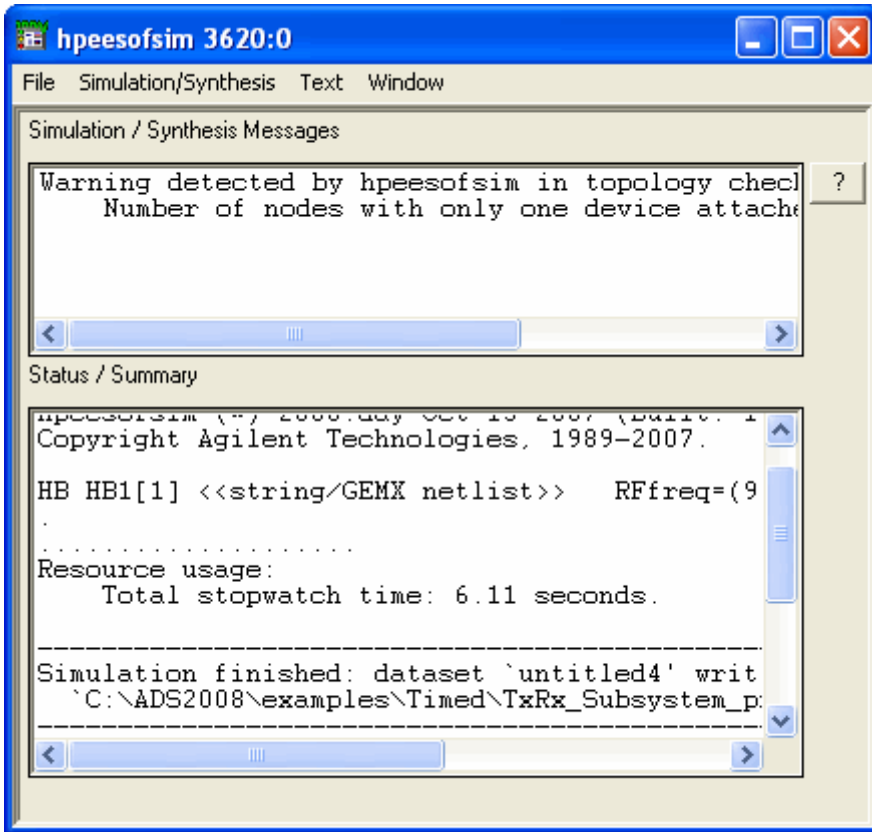 hpeesofsim 3620:0
File Simulation/Synthesis Text Window
Simulation / Synthesis Messages
Warning detected by hpeesofsim in topology
?
Number of nodes with only one device
Status / Summary
Copyright Agilent Technologies, 1989-2007.
HB HB1[1] <<string/GEMX netlist>> RFfreq=(9
.
. . . . . . . . . . . . . . . . . . . .
Resource usage:
Total stopwatch time: 6.11 seconds.
Simulation finished: dataset `untitled4' writ
`C:\ADS2008\examples\Timed\TxRx_Subsystem_p